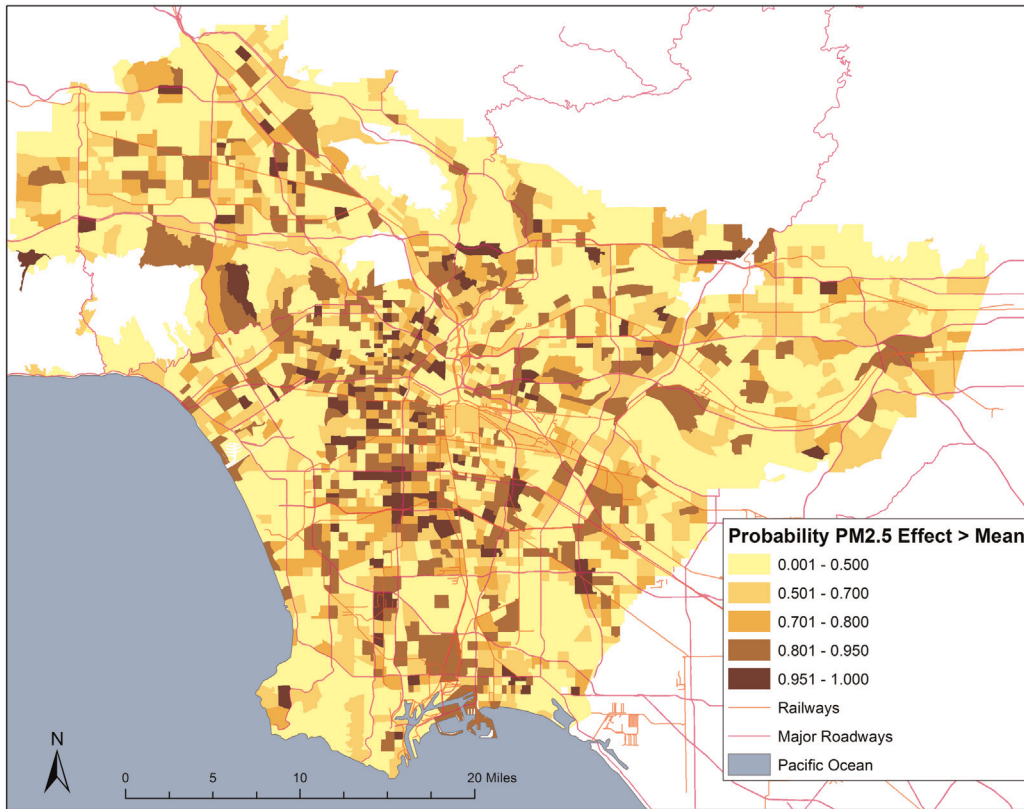 Probability PM2.5 Effect > Mean
0.001 - 0.500
0.501 - 0.700
0.701 - 0.800
0.801 - 0.950
0.951 - 1.000
Railways
Major Roadways
Pacific Ocean
N
0 5 10 20 Miles